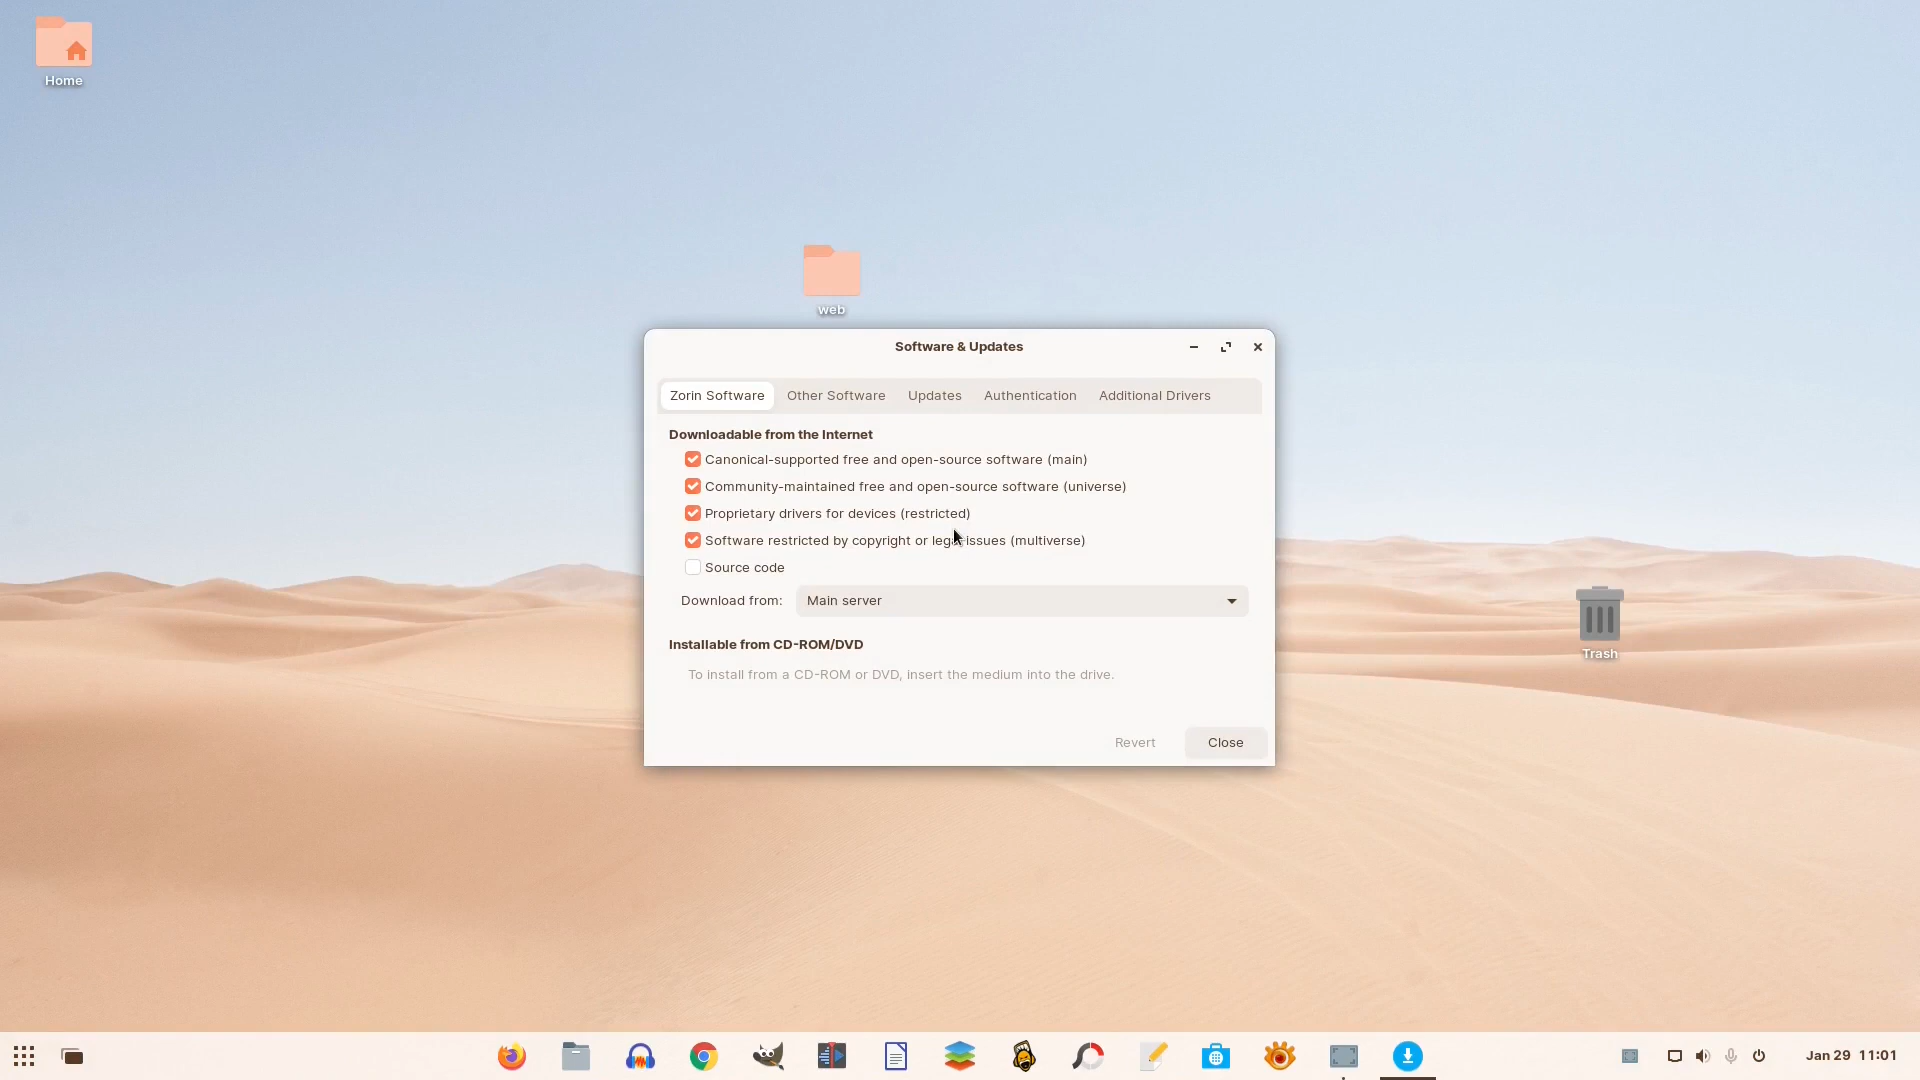 Home
web
Software & Updates
Zorin Software Other Software Updates Authentication Additional Drivers
Downloadable from the Internet
Canonical-supported free and open-source software (main)
Community-maintained free and open-source software (universe)
Proprietary drivers for devices (restricted)
Software restricted by copyright or legal issues (multiverse)
Source code
Download from: Main server
Installable from CD-ROM/DVD
To install from a CD-ROM or DVD, insert the medium into the drive.
Revert Close
Trash
Jan 29 11:01